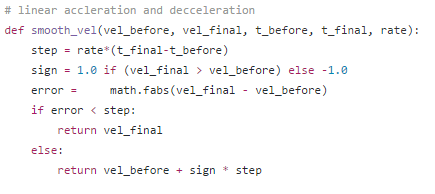 # linear accleration and decceleration
def smooth_vel(vel_before, vel_final, t_before, t_final, rate):
    step = rate*(t_final-t_before)
    sign = 1.0 if (vel_final > vel_before) else -1.0
    error =     math.fabs(vel_final - vel_before)
    if error < step:
        return vel_final
    else:
        return vel_before + sign * step